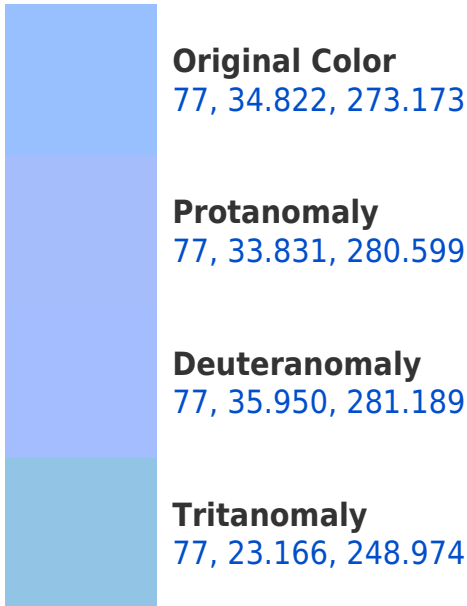 Original Color
77, 34.822, 273.173
Protanomaly
77, 33.831, 280.599
Deuteranomaly
77, 35.950, 281.189
Tritanomaly
77, 23.166, 248.974